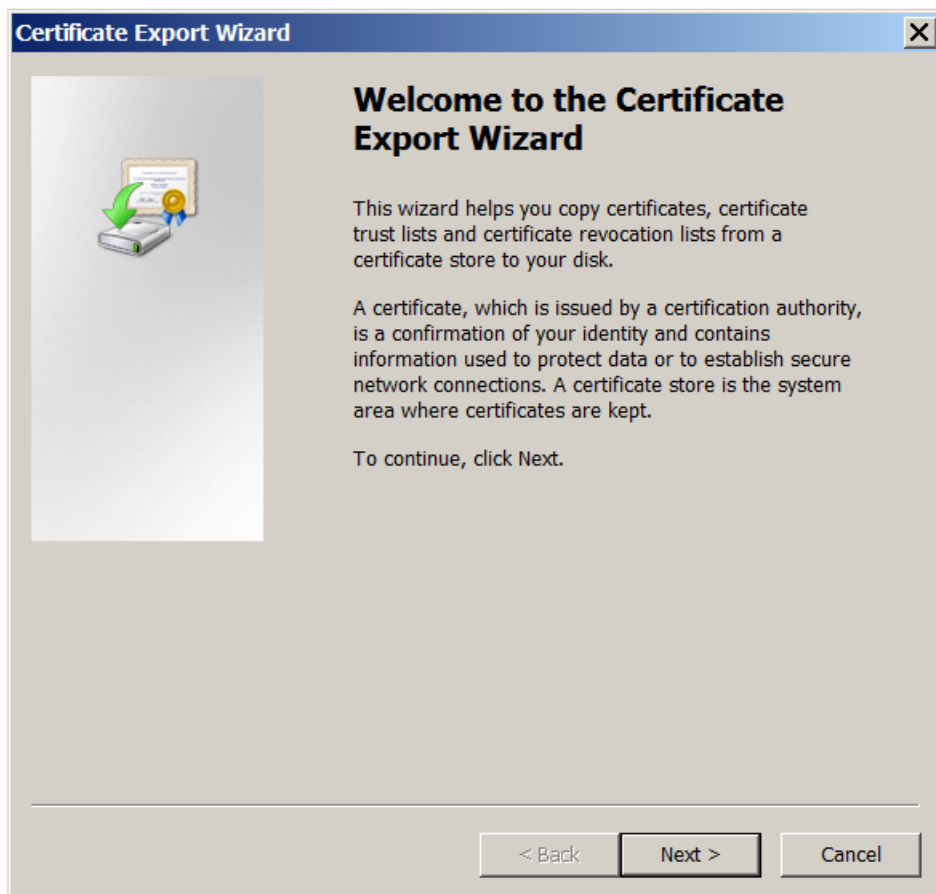 Certificate Export Wizard
Welcome to the Certificate
Export Wizard
This wizard helps you copy certificates, certificate
trust lists and certificate revocation lists from a
certificate store to your disk.
A certificate, which is issued by a certification authority,
is a confirmation of your identity and contains
information used to protect data or to establish secure
network connections. A certificate store is the system
area where certificates are kept.
To continue, click Next.
< Back
Next >
Cancel